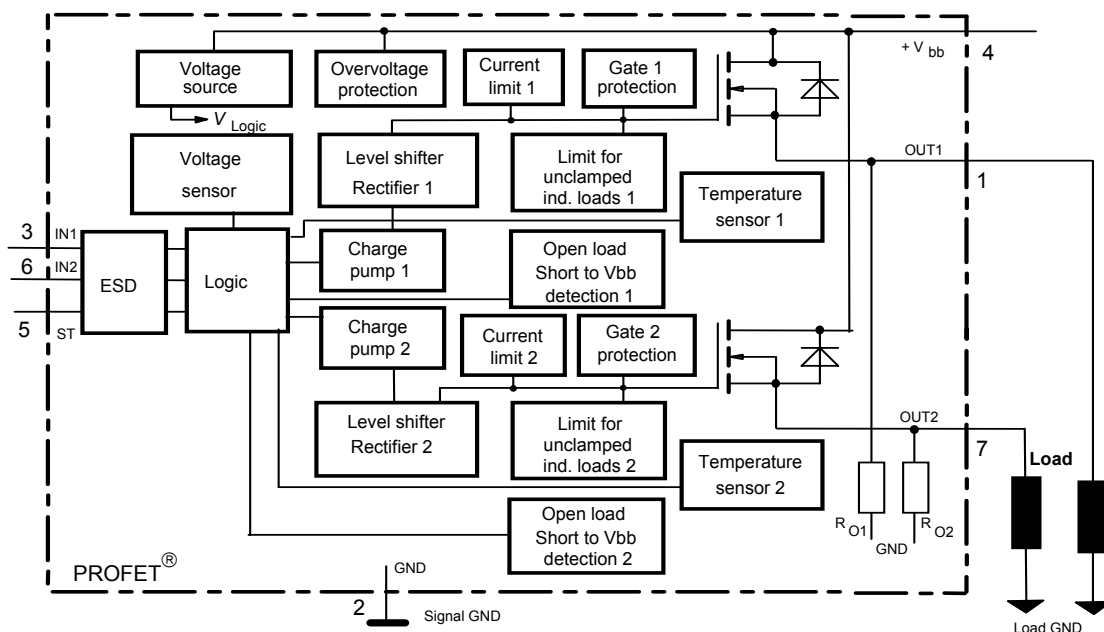 + V bb
4
Voltage
source
Overvoltage
protection
Current
limit 1
Gate 1
protection
V Logic
Voltage
sensor
Level shifter
Rectifier 1
Limit for
unclamped
ind. loads 1
OUT1
1
Temperature
sensor 1
3
IN1
6
IN2
ESD
Logic
Charge
pump 1
Open load
Short to Vbb
detection 1
5
ST
Charge
pump 2
Current
limit 2
Gate 2
protection
Level shifter
Rectifier 2
Limit for
unclamped
ind. loads 2
OUT2
7
Load
Temperature
sensor 2
R O1
GND
R O2
Open load
Short to Vbb
detection 2
PROFET®
GND
2
Signal GND
Load GND